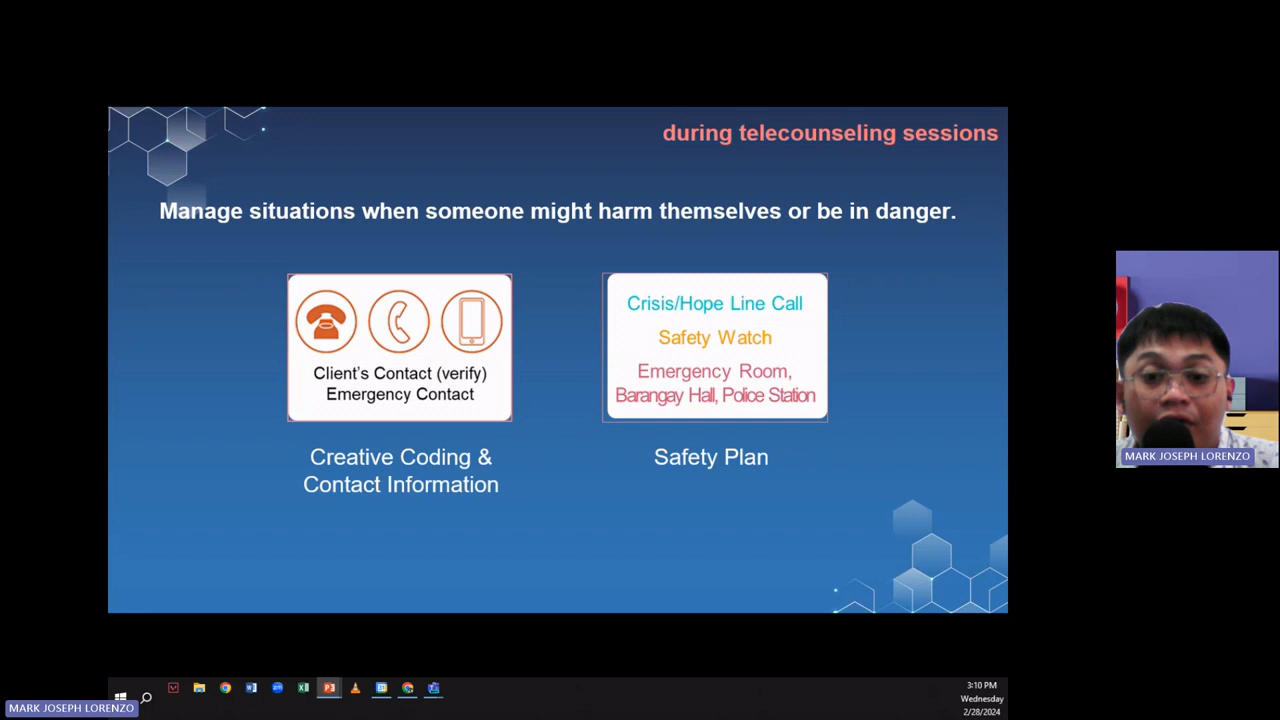 during telecounseling sessions
Manage situations when someone might harm themselves or be in danger.
Client's Contact (verify)
Emergency Contact
Creative Coding &
Contact Information
Crisis/Hope Line Call
Safety Watch
Emergency Room,
Barangay Hall, Police Station
Safety Plan
MARK JOSEPH LORENZO
MARK JOSEPH LORENZO
3:10 PM
Wednesday
2/28/2024